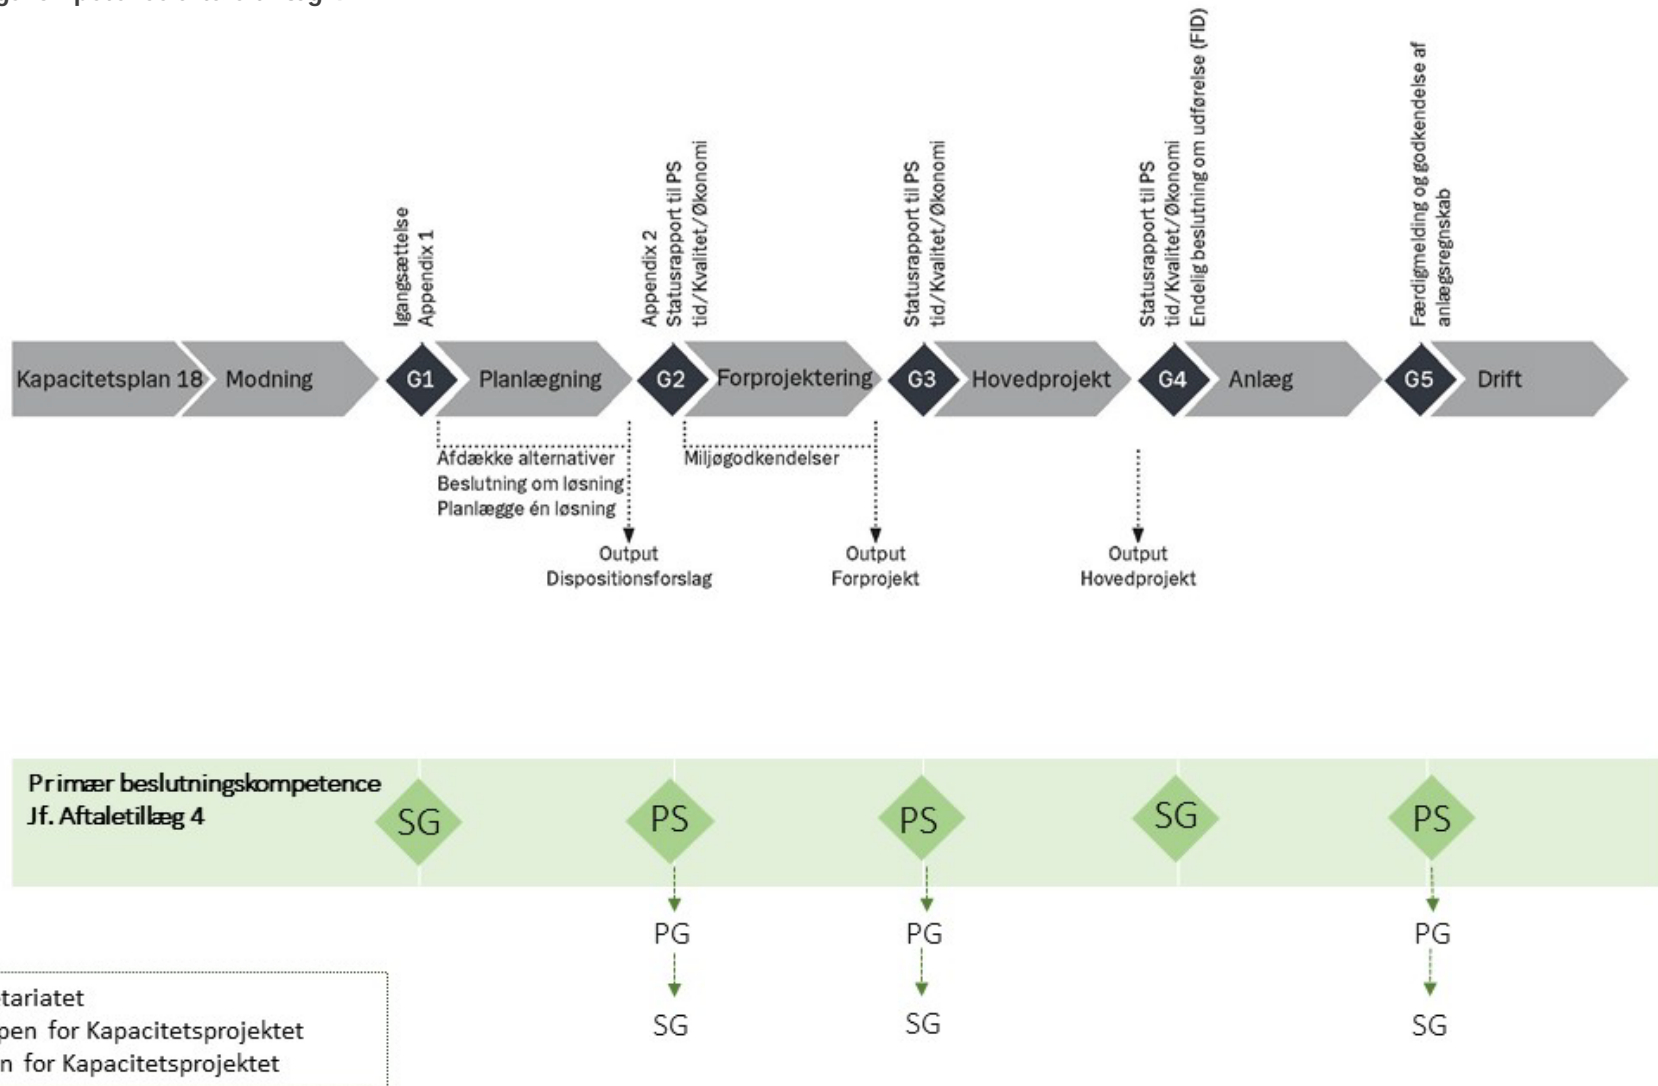 Igangsættelse
Appendix 1
Appendix 2
Statusrapport til PS
tid/Kvalitet/Økonomi
Statusrapport til PS
tid/Kvalitet/Økonomi
Statusrapport til PS
tid/Kvalitet/Økonomi
Endelig beslutning om udførelse (FID)
Færdigmelding og godkendelse af
anlægsregnskab
Kapacitetsplan 18
Modning
G1
Planlægning
G2
Forprojektering
G3
Hovedprojekt
G4
Anlæg
G5
Drift
Afdække alternativer
Beslutning om løsning
Planlægge én løsning
Miljøgodkendelser
Output
Dispositionsforslag
Output
Forprojekt
Output
Hovedprojekt
Primær beslutningskompetence
Jf. Aftaletillæg 4
SG
PS
PS
SG
PS
PG
PG
PG
SG
SG
SG
tariatet
pen for Kapacitetsprojektet
n for Kapacitetsprojektet